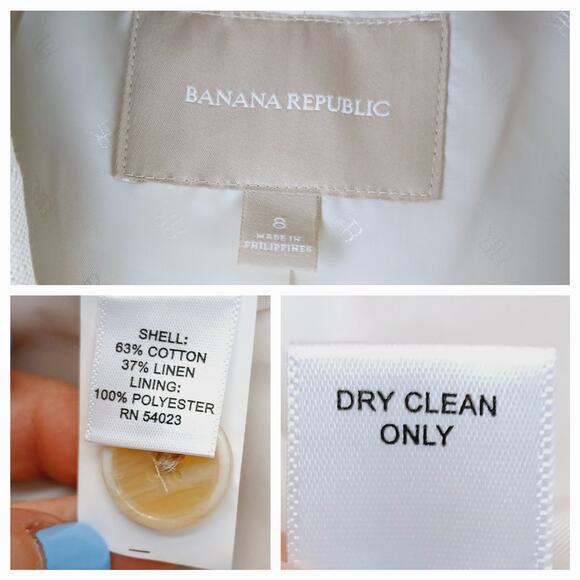 BANANA REPUBLIC
8
MADE IN
PHILIPPINES
SHELL:
63% COTTON
37% LINEN
LINING:
100% POLYESTER
RN 54023
DRY CLEAN
ONLY